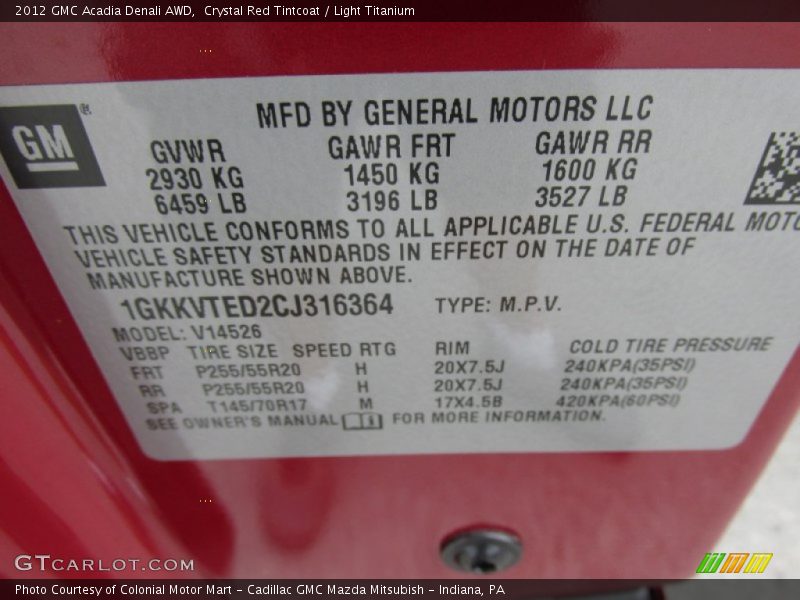 2012 GMC Acadia Denali AWD,  Crystal Red Tintcoat / Light Titanium
GM ®
MFD BY GENERAL MOTORS LLC
GVWR GAWR FRT GAWR RR
2930 KG 1450 KG 1600 KG
6459 LB 3196 LB 3527 LB
THIS VEHICLE CONFORMS TO ALL APPLICABLE U.S. FEDERAL MOTO
VEHICLE SAFETY STANDARDS IN EFFECT ON THE DATE OF
MANUFACTURE SHOWN ABOVE.
1GKKVTED2CJ316364 TYPE: M.P.V.
MODEL: V14526
VBBP TIRE SIZE SPEED RTG RIM COLD TIRE PRESSURE
FRT P255/55R20 H 20X7.5J 240KPA(35PSI)
RR P255/55R20 H 20X7.5J 240KPA(35PSI)
SPA T145/70R17 M 17X4.5B 420KPA(60PSI)
SEE OWNER'S MANUAL FOR MORE INFORMATION.
GTCARLOT.COM
Photo Courtesy of Colonial Motor Mart - Cadillac GMC Mazda Mitsubish - Indiana, PA